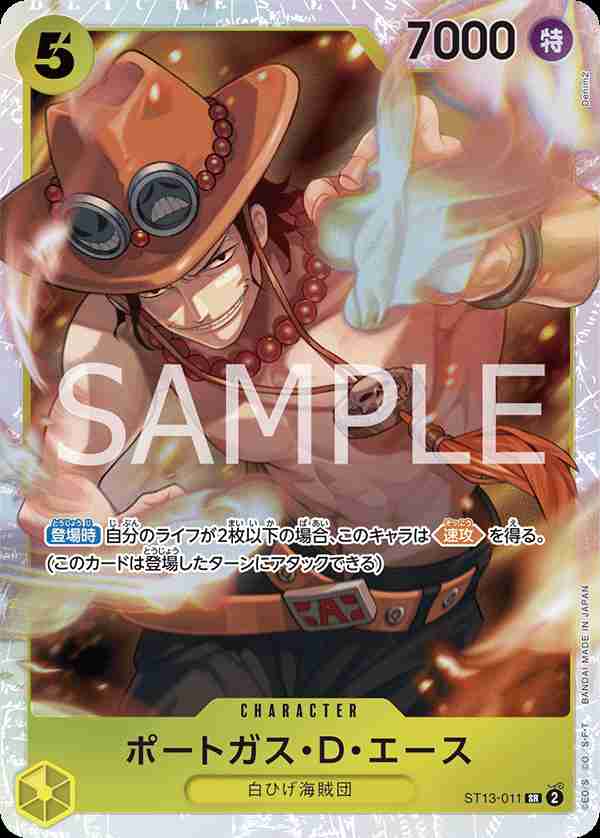 5
7000
特
Denim2
SAMPLE
登場時 自分のライフが2枚以下の場合、このキャラは 速攻 を得る。
(このカードは登場したターンにアタックできる)
A
CHARACTER
ポートガス・D・エース
白ひげ海賊団
ST13-011 SR 2
©E.O/S. ©O. S・F・T BANDAI MADE IN JAPAN